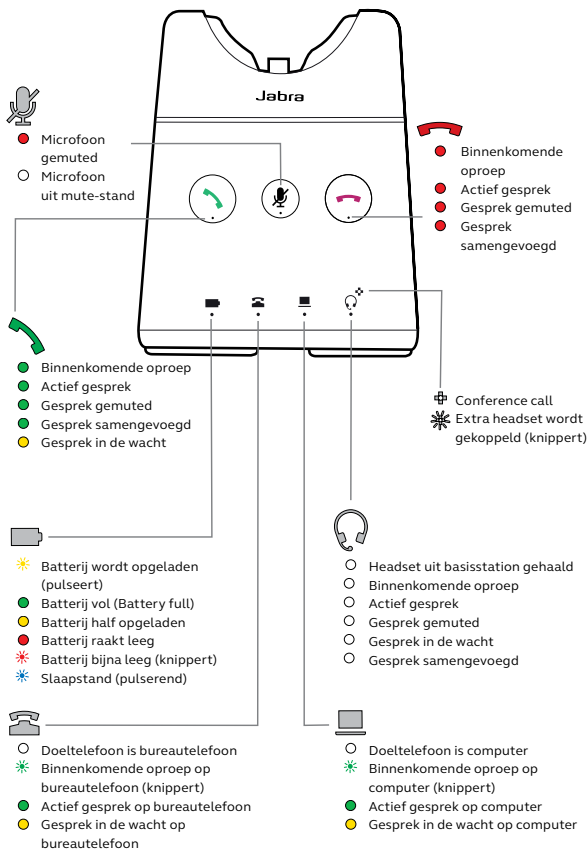 Jabra
Microfoon
gemuted
Microfoon
uit mute-stand
Binnenkomende
oproep
Actief gesprek
Gesprek gemuted
Gesprek
samengevoegd
Binnenkomende oproep
Actief gesprek
Gesprek gemuted
Gesprek samengevoegd
Gesprek in de wacht
Conference call
Extra headset wordt
gekoppeld (knippert)
Batterij wordt opgeladen
(pulseert)
Batterij vol (Battery full)
Batterij half opgeladen
Batterij raakt leeg
Batterij bijna leeg (knippert)
Slaapstand (pulserend)
Headset uit basisstation gehaald
Binnenkomende oproep
Actief gesprek
Gesprek gemuted
Gesprek in de wacht
Gesprek samengevoegd
Doeltelefoon is bureautelefoon
Binnenkomende oproep op
bureautelefoon (knippert)
Actief gesprek op bureautelefoon
Gesprek in de wacht op
bureautelefoon
Doeltelefoon is computer
Binnenkomende oproep op
computer (knippert)
Actief gesprek op computer
Gesprek in de wacht op computer